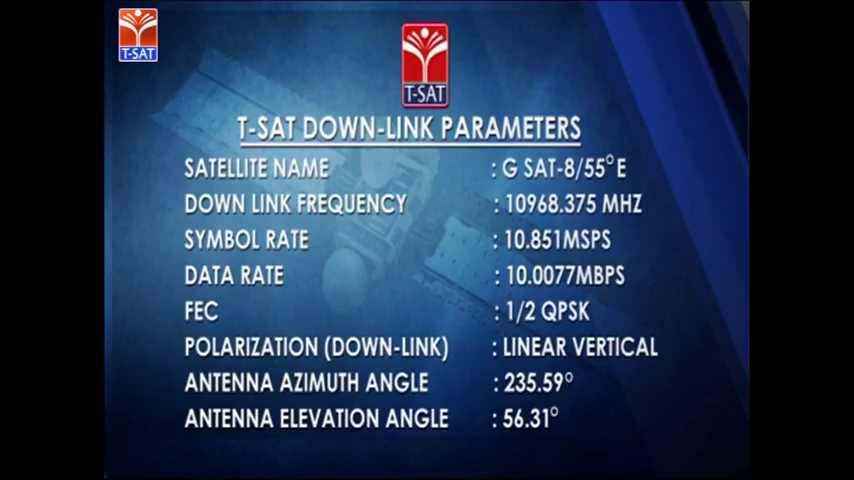 T-SAT
T-SAT
T-SAT DOWN-LINK PARAMETERS
SATELLITE NAME : G SAT-8/55° E
DOWN LINK FREQUENCY : 10968.375 MHZ
SYMBOL RATE : 10.851MSPS
DATA RATE : 10.0077MBPS
FEC : 1/2 QPSK
POLARIZATION (DOWN-LINK) : LINEAR VERTICAL
ANTENNA AZIMUTH ANGLE : 235.59°
ANTENNA ELEVATION ANGLE : 56.31°